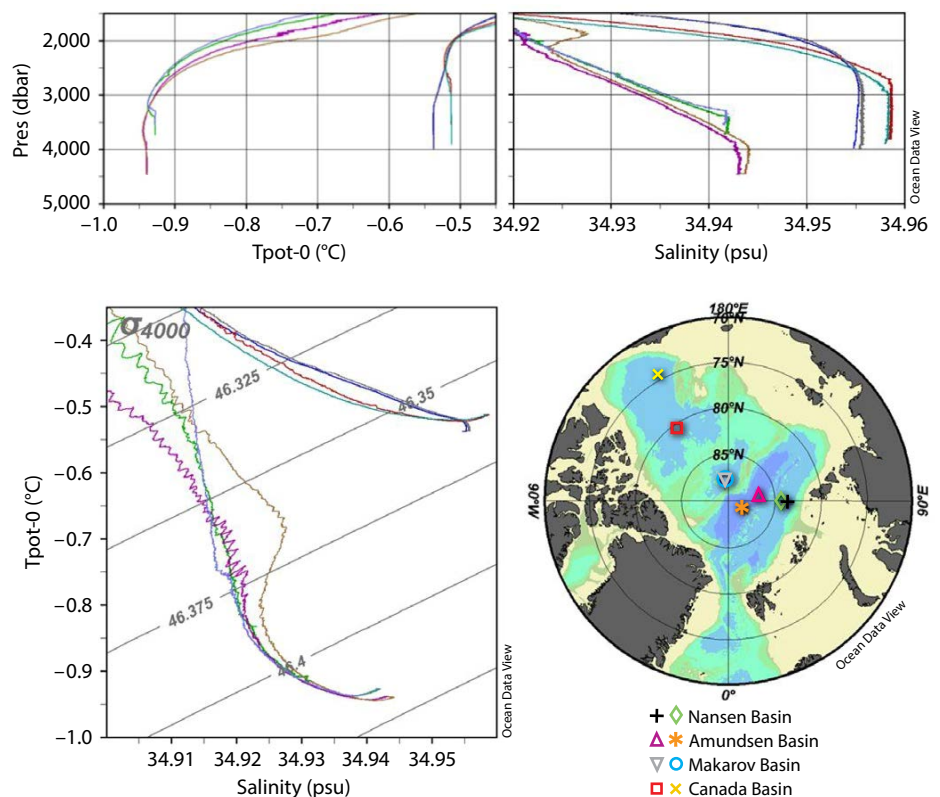 2,000
3,000
4,000
5,000
Pres (dbar)
−1.0 −0.9 −0.8 −0.7 −0.6 −0.5
Tpot-0 (°C)
34.92 34.93 34.94 34.95 34.96
Salinity (psu)
Ocean Data View
σ4000
46.325
46.35
46.375
46.4
−0.4
−0.5
−0.6
−0.7
−0.8
−0.9
−1.0
Tpot-0 (°C)
34.91 34.92 34.93 34.94 34.95
Salinity (psu)
Ocean Data View
180°E
70°N
75°N
80°N
85°N
90°W
90°E
0°
Ocean Data View
Nansen Basin
Amundsen Basin
Makarov Basin
Canada Basin